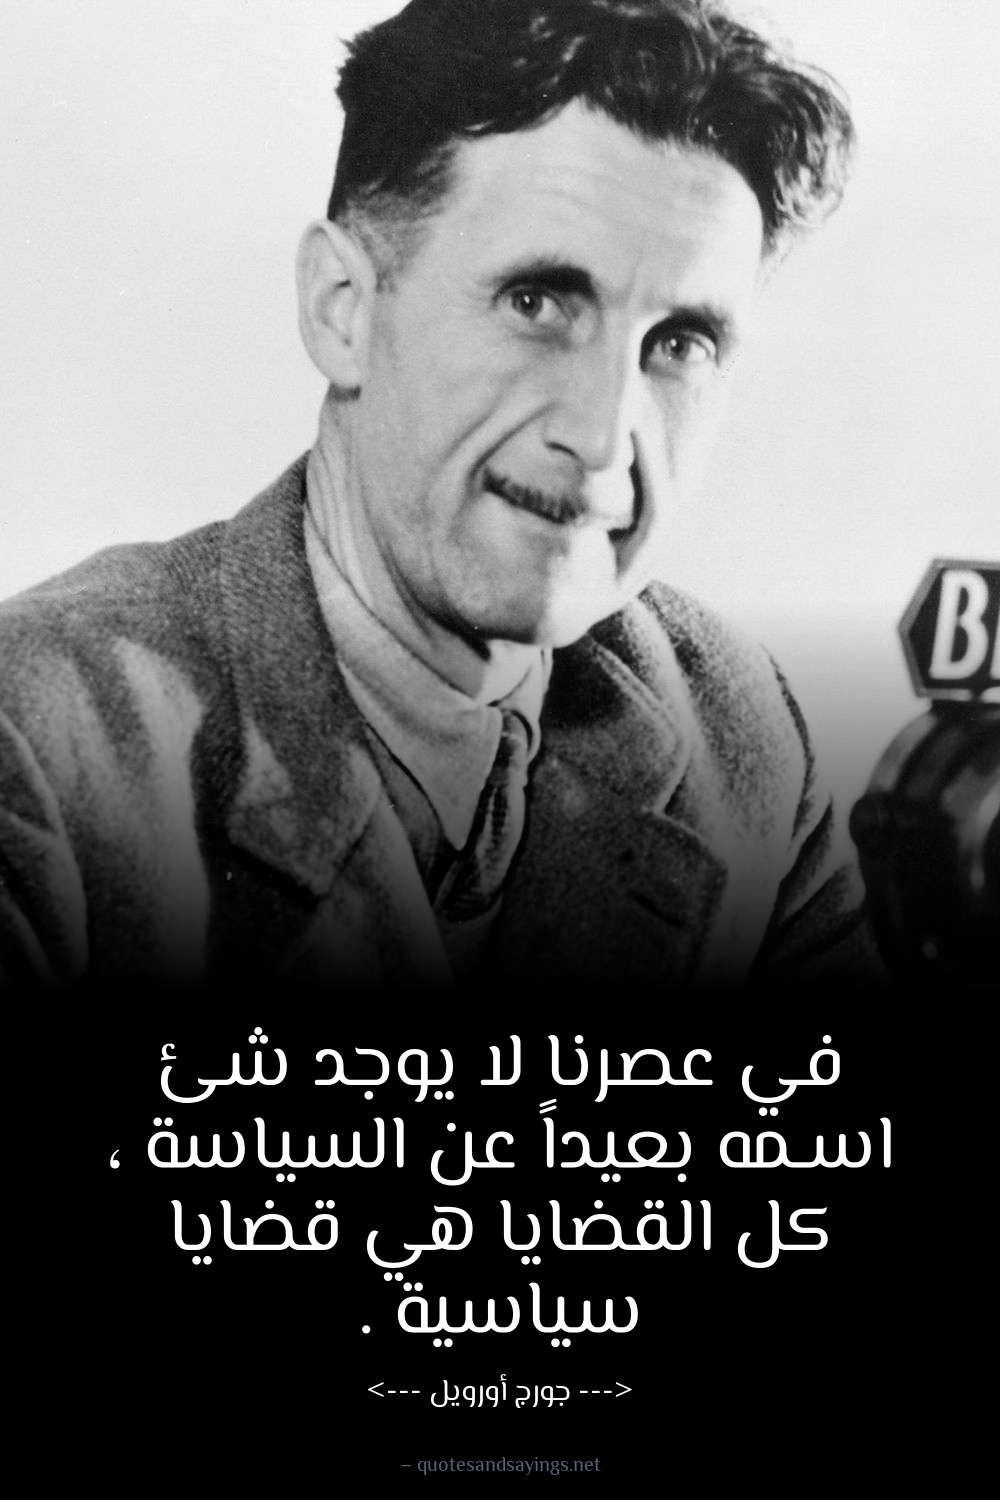 B
في عصرنا لا يوجد شئ
اسمه بعيداً عن السياسة ،
كل القضايا هي قضايا
سياسية .
<--- جورج أورويل --->
– quotesandsayings.net